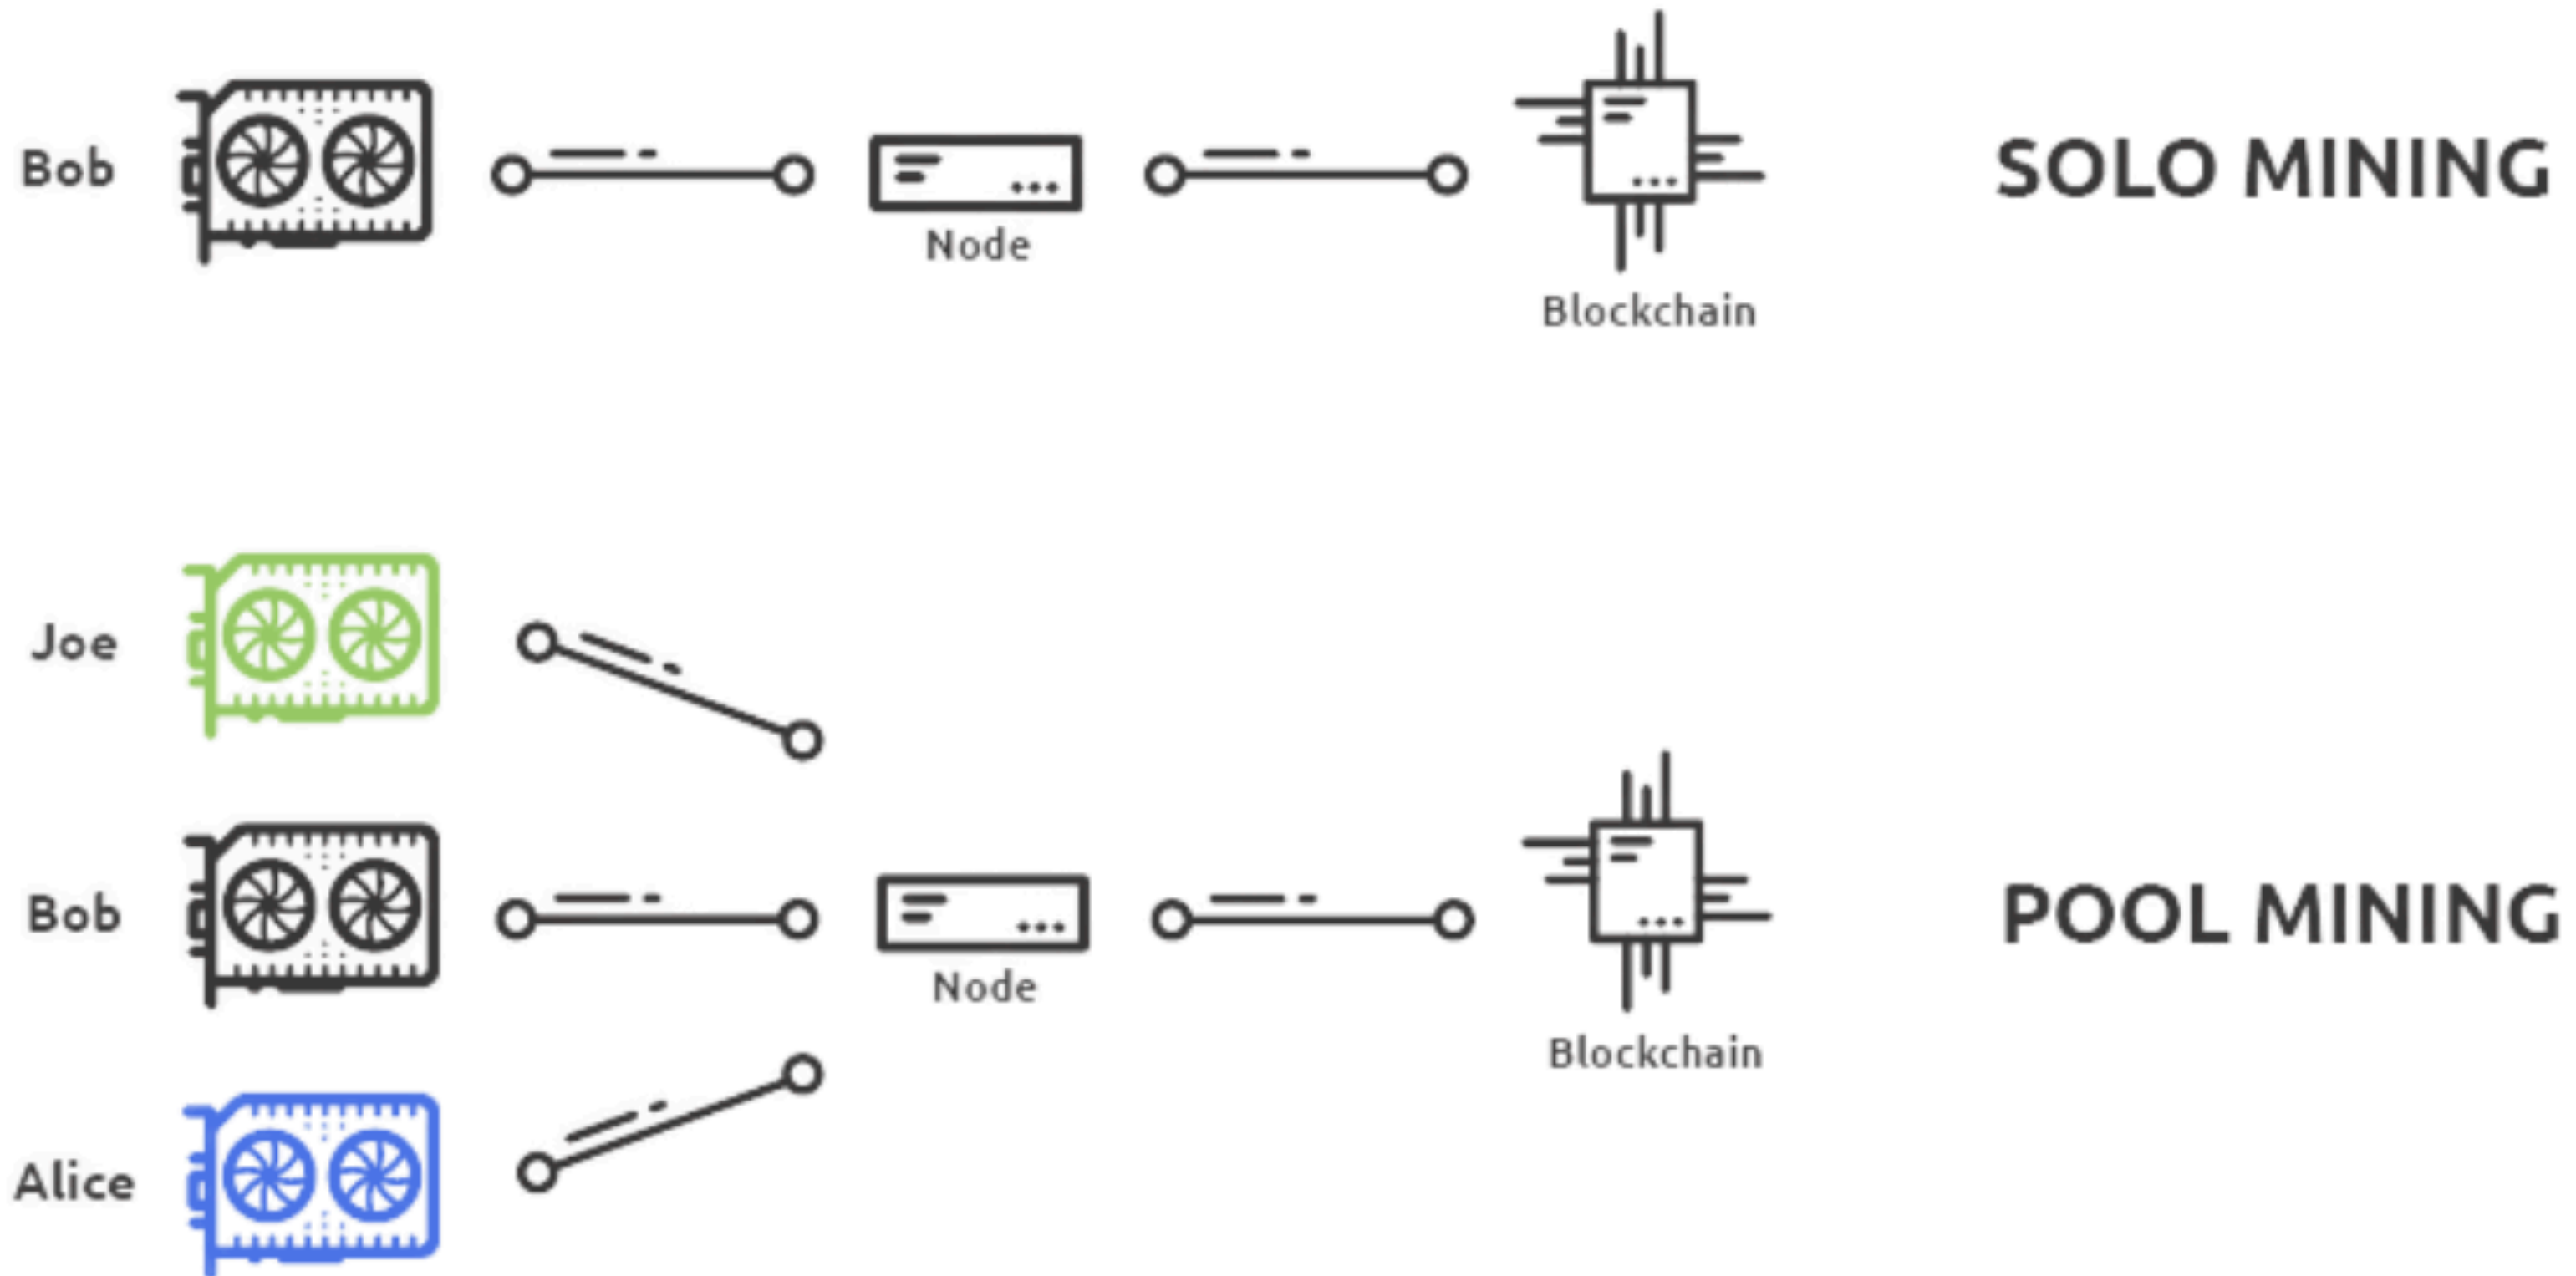 Bob
Node
Blockchain
SOLO MINING
Joe
Bob
Node
Blockchain
POOL MINING
Alice